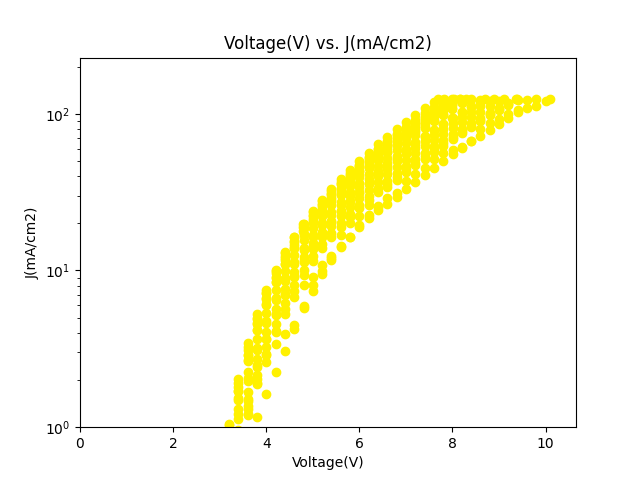 Voltage(V) vs. J(mA/cm2)
J(mA/cm2)
10²
10¹
10⁰
0 2 4 6 8 10
Voltage(V)